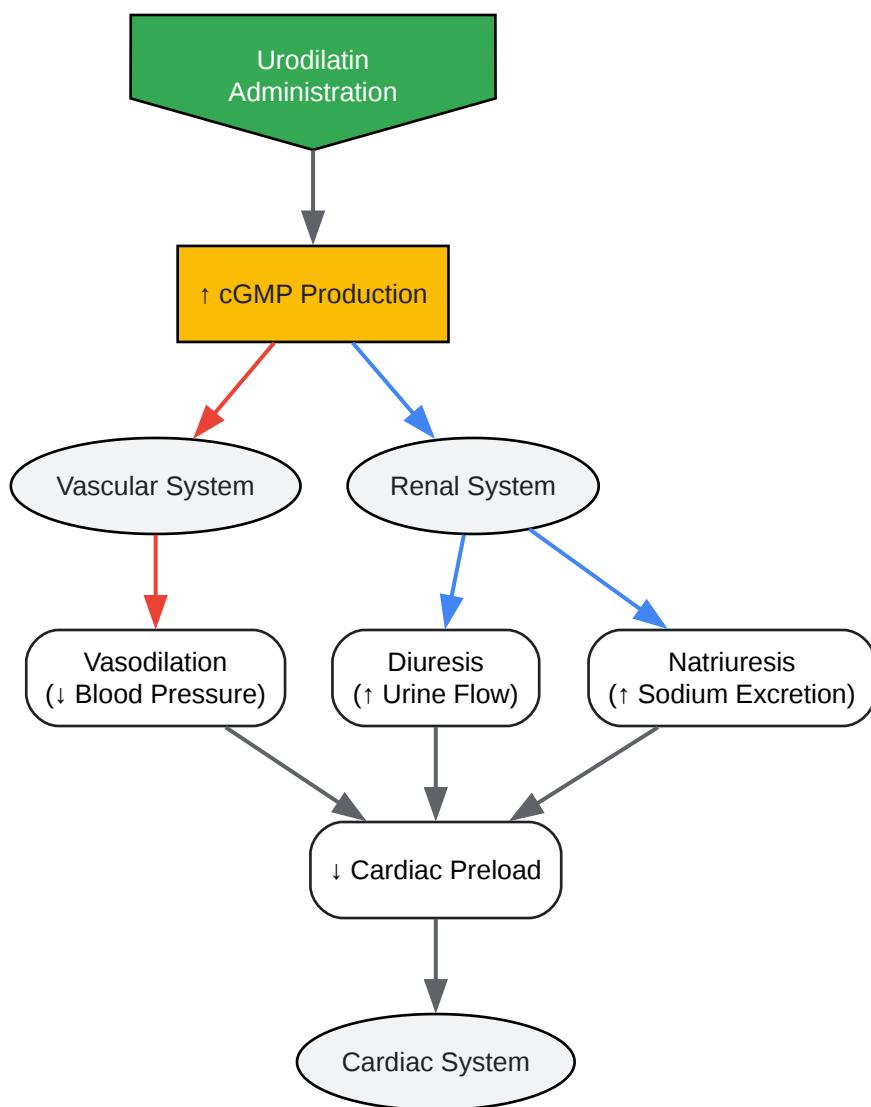 Urodilatin
Administration
↑ cGMP Production
Vascular System
Renal System
Vasodilation
(↓ Blood Pressure)
Diuresis
(↑ Urine Flow)
Natriuresis
(↑ Sodium Excretion)
↓ Cardiac Preload
Cardiac System